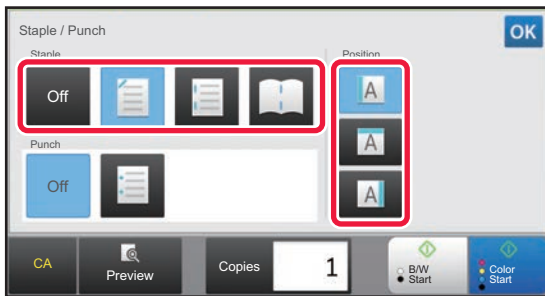 Staple / Punch
OK
Staple
Position
Off
A
Punch
A
Off
A
CA
Preview
Copies
1
B/W
Start
Color
Start